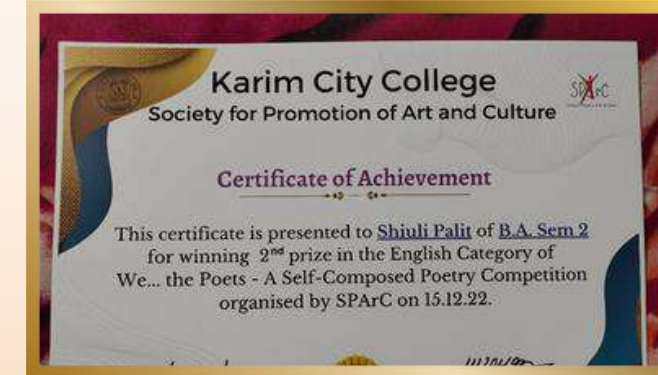 Karim City College
SPArC
Society for Promotion of Art and Culture
Certificate of Achievement
This certificate is presented to Shiuli Palit of B.A. Sem 2
for winning 2nd prize in the English Category of
We... the Poets - A Self-Composed Poetry Competition
organised by SPArC on 15.12.22.